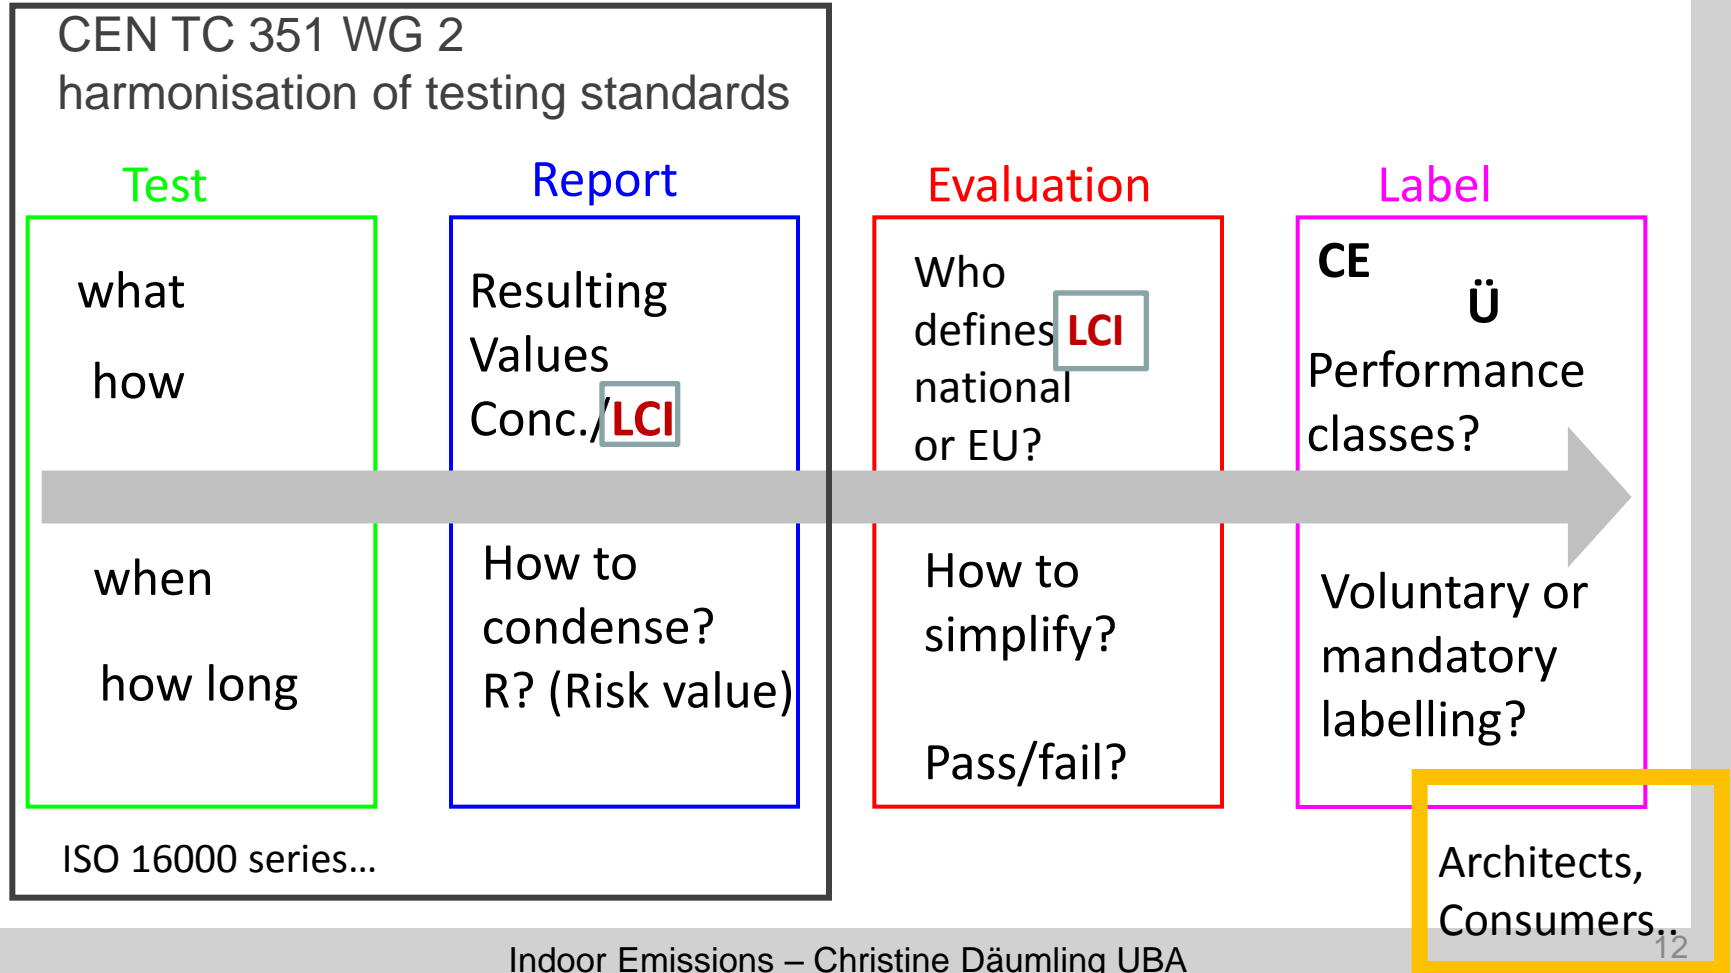 CEN TC 351 WG 2
harmonisation of testing standards
Test
what
how
when
how long
ISO 16000 series...
Report
Resulting
Values
Conc./LCI
How to
condense?
R? (Risk value)
Evaluation
Who
defines LCI
national
or EU?
How to
simplify?
Pass/fail?
Label
CE
Ü
Performance
classes?
Voluntary or
mandatory
labelling?
Architects,
Consumers..
Indoor Emissions – Christine Däumling UBA
12